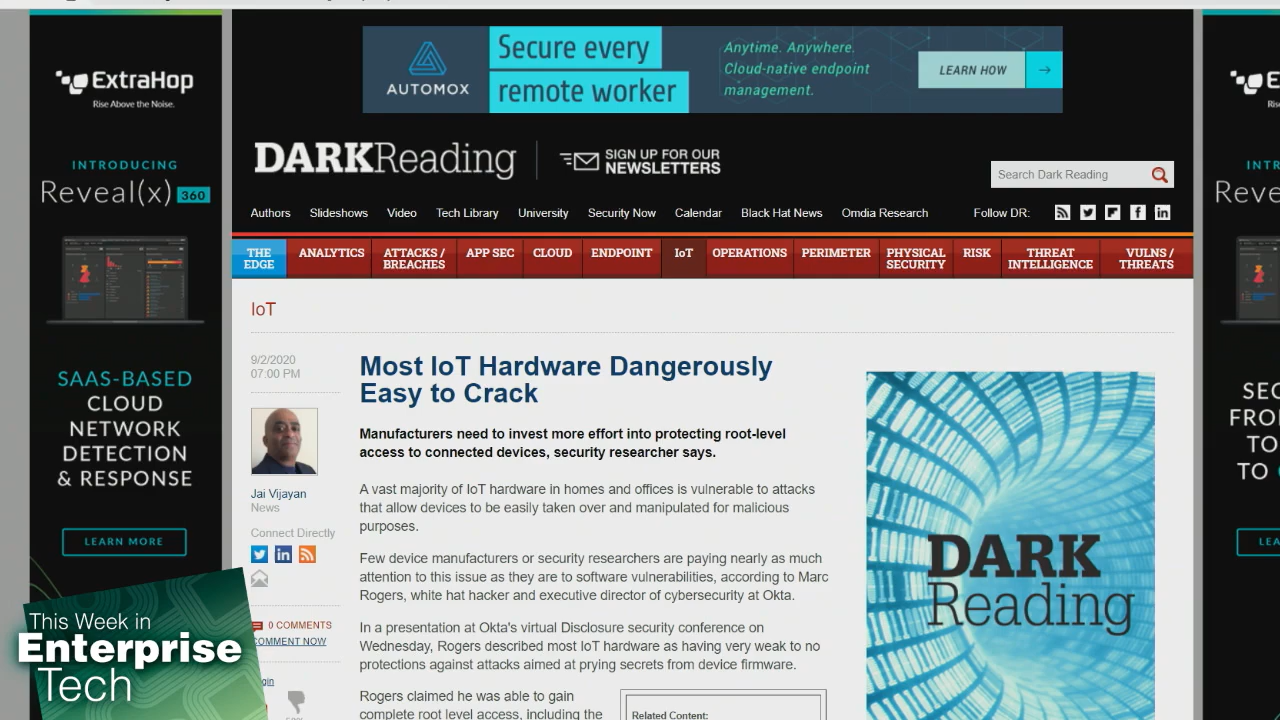 ExtraHop
Rise Above the Noise.
INTRODUCING
Reveal(x) 360
SAAS-BASED
CLOUD
NETWORK
DETECTION
& RESPONSE
LEARN MORE
AUTOMOX
Secure every
remote worker
Anytime. Anywhere.
Cloud-native endpoint
management.
LEARN HOW
DARKReading
SIGN UP FOR OUR
NEWSLETTERS
Search Dark Reading
Authors Slideshows Video Tech Library University Security Now Calendar Black Hat News Omdia Research Follow DR:
THE EDGE
ANALYTICS
ATTACKS / BREACHES
APP SEC
CLOUD
ENDPOINT
IoT
OPERATIONS
PERIMETER
PHYSICAL SECURITY
RISK
THREAT INTELLIGENCE
VULNS / THREATS
IoT
9/2/2020
07:00 PM
Jai Vijayan
News
Connect Directly
0 COMMENTS
COMMENT NOW
Most IoT Hardware Dangerously
Easy to Crack
Manufacturers need to invest more effort into protecting root-level
access to connected devices, security researcher says.
A vast majority of IoT hardware in homes and offices is vulnerable to attacks
that allow devices to be easily taken over and manipulated for malicious
purposes.
Few device manufacturers or security researchers are paying nearly as much
attention to this issue as they are to software vulnerabilities, according to Marc
Rogers, white hat hacker and executive director of cybersecurity at Okta.
In a presentation at Okta's virtual Disclosure security conference on
Wednesday, Rogers described most IoT hardware as having very weak to no
protections against attacks aimed at prying secrets from device firmware.
Rogers claimed he was able to gain
complete root level access, including the
Related Content:
DARK
Reading
This Week in
Enterprise
Tech